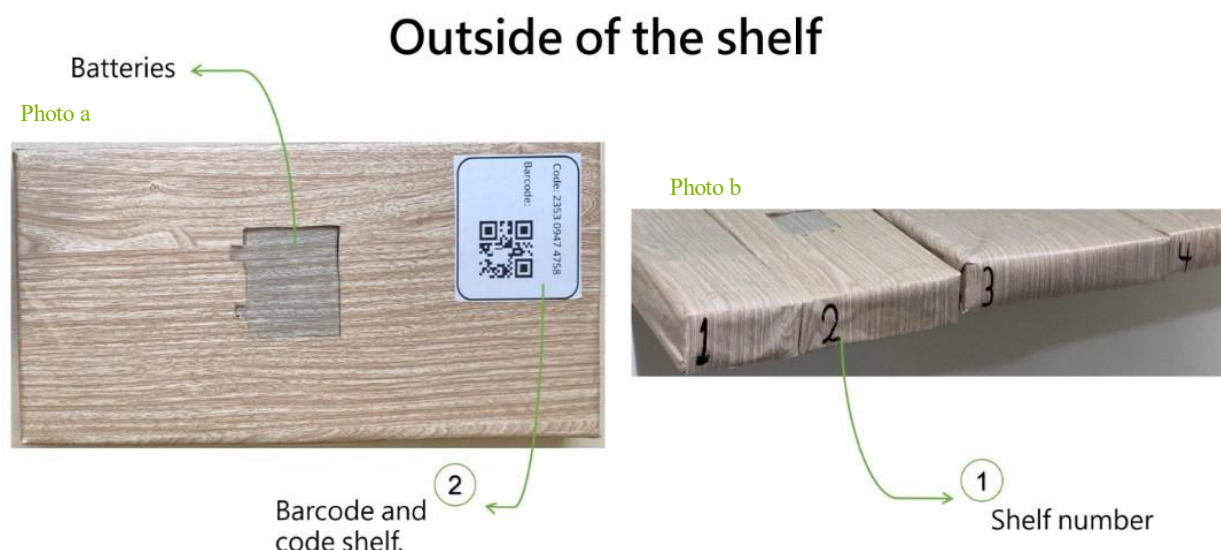 Outside of the shelf
Batteries
Photo a
Code: 2353 0947 4758
Barcode:
Photo b
1
2
3
4
2
Barcode and
code shelf.
1
Shelf number